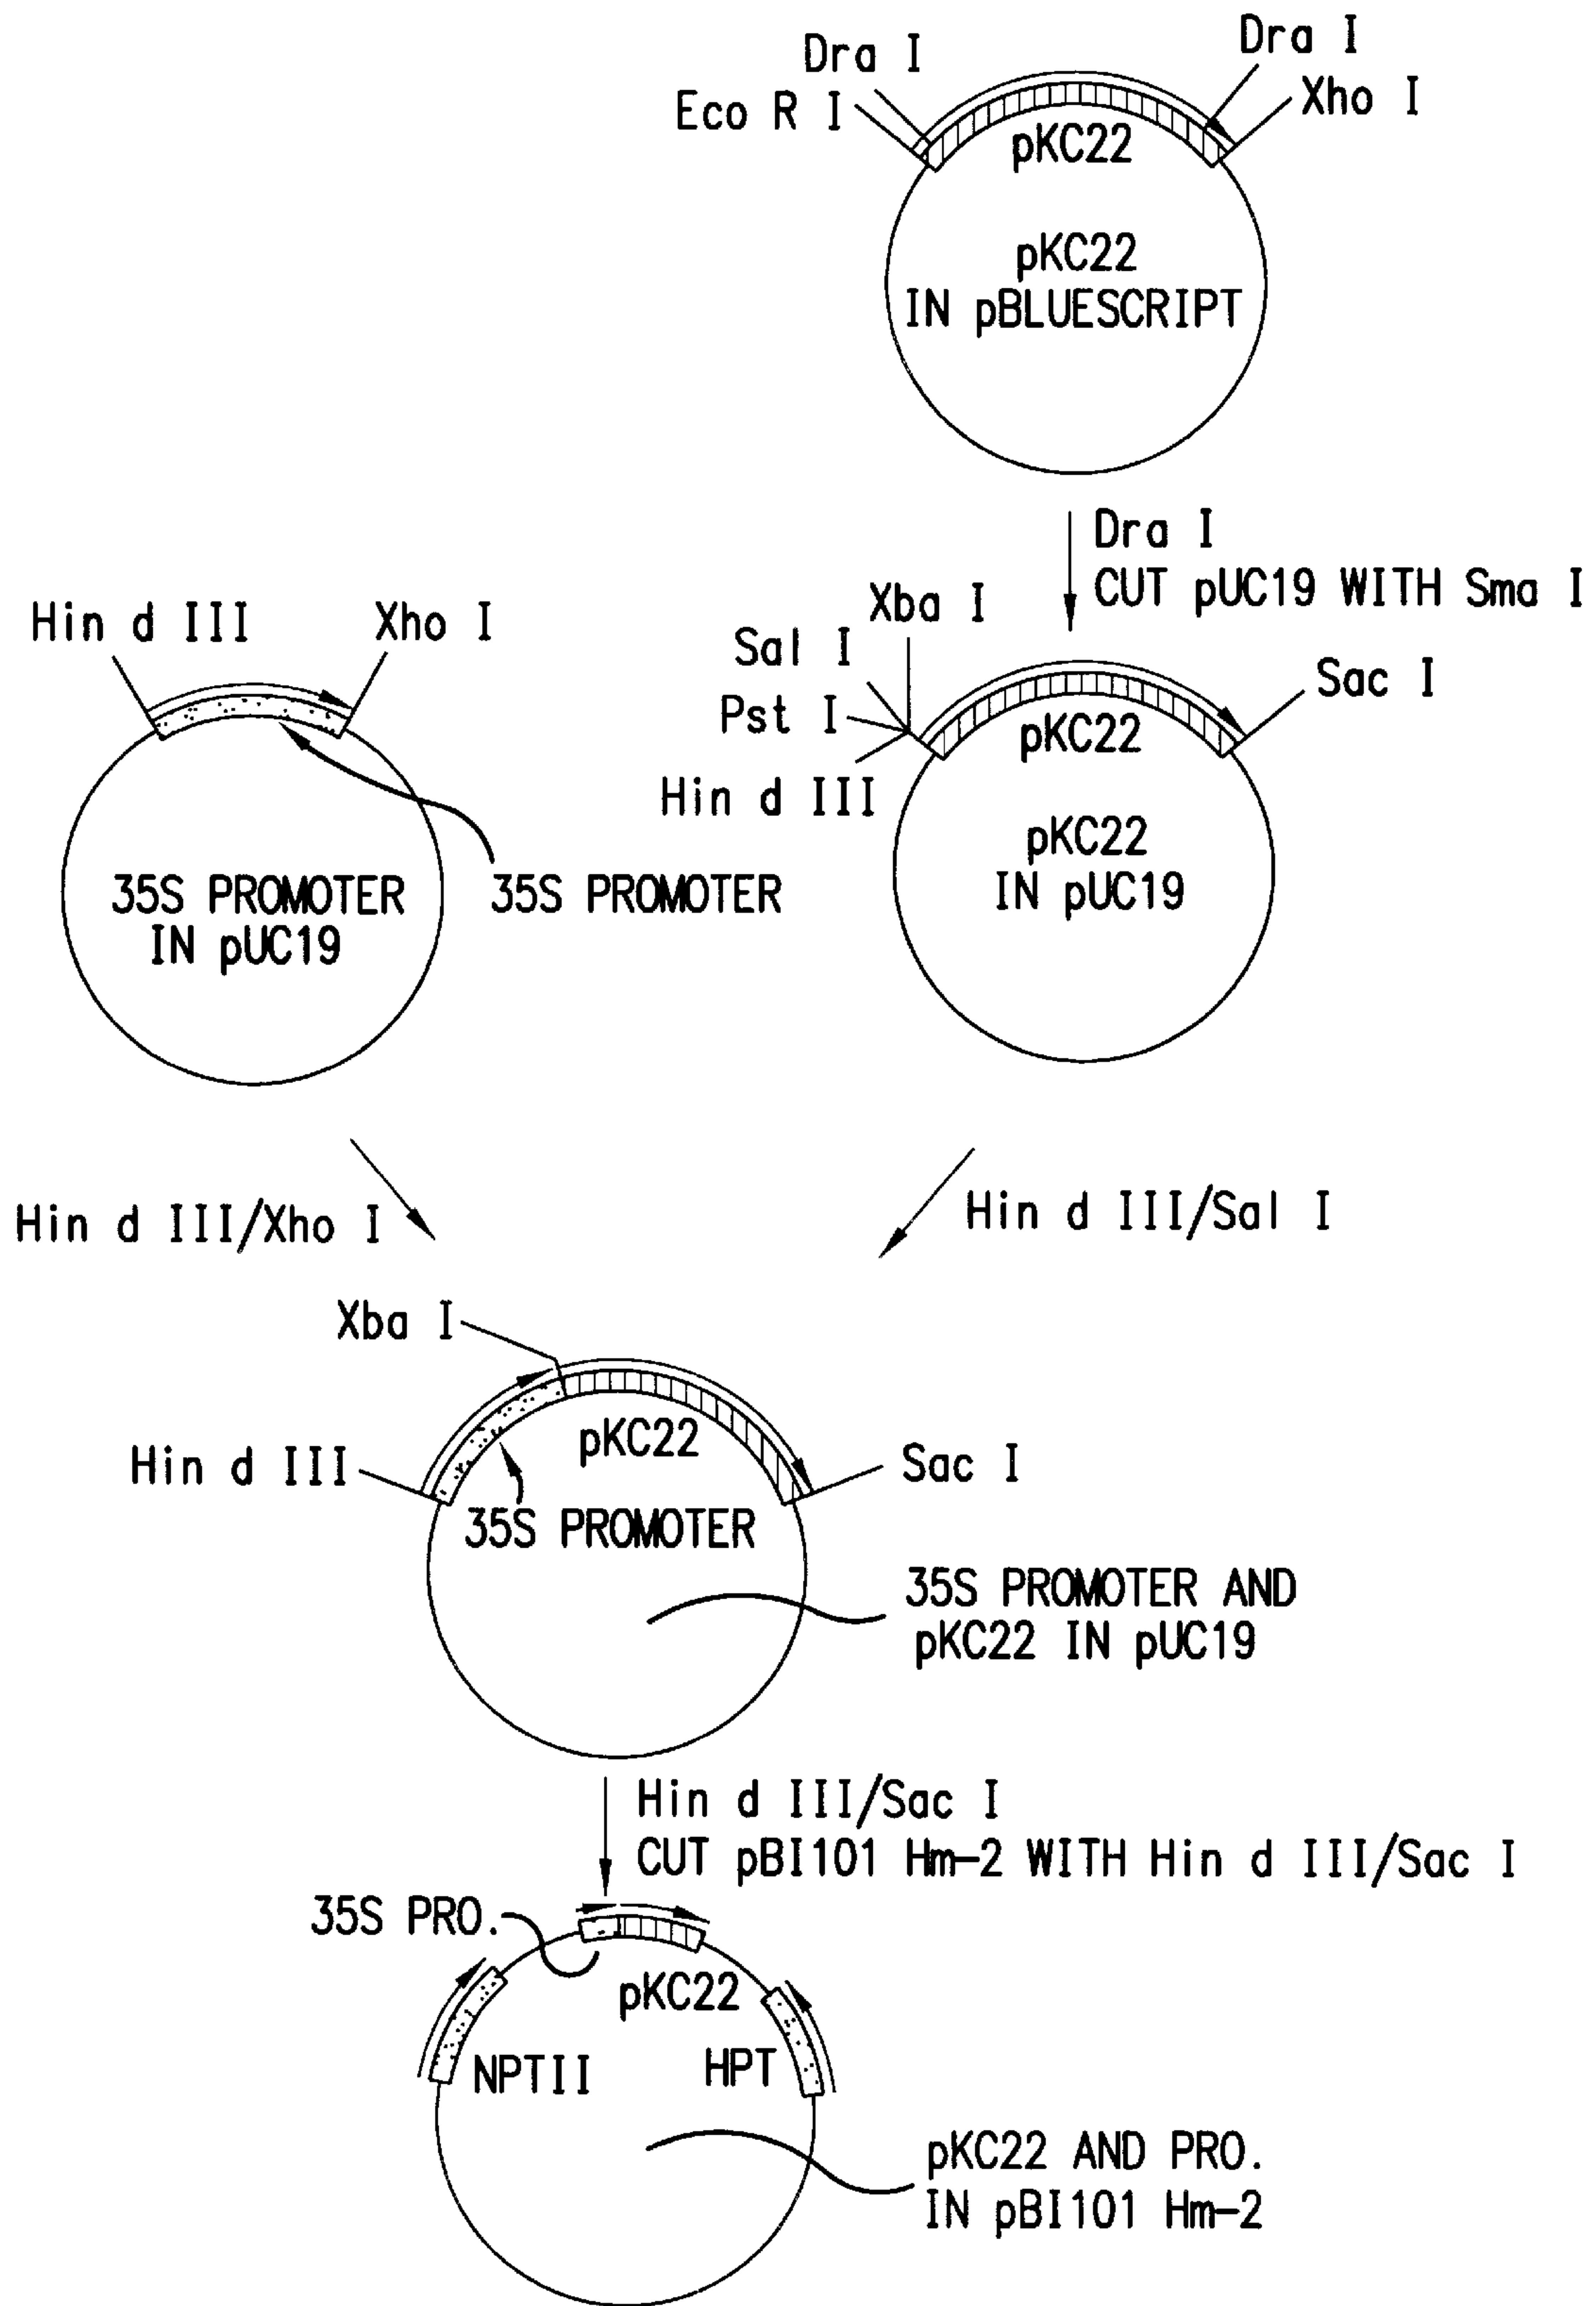 Dra I
Dra I
Eco R I
Xho I
pKC22
pKC22
IN pBLUESCRIPT
Dra I
CUT pUC19 WITH Sma I
Xba I
Hin d III
Xho I
Sal I
Sac I
Pst I
pKC22
Hin d III
pKC22
IN pUC19
35S PROMOTER
IN pUC19
35S PROMOTER
Hin d III/Xho I
Hin d III/Sal I
Xba I
pKC22
Hin d III
Sac I
35S PROMOTER
35S PROMOTER AND
pKC22 IN pUC19
Hin d III/Sac I
CUT pBI101 Hm-2 WITH Hin d III/Sac I
35S PRO.
pKC22
NPTII
HPT
pKC22 AND PRO.
IN pBI101 Hm-2